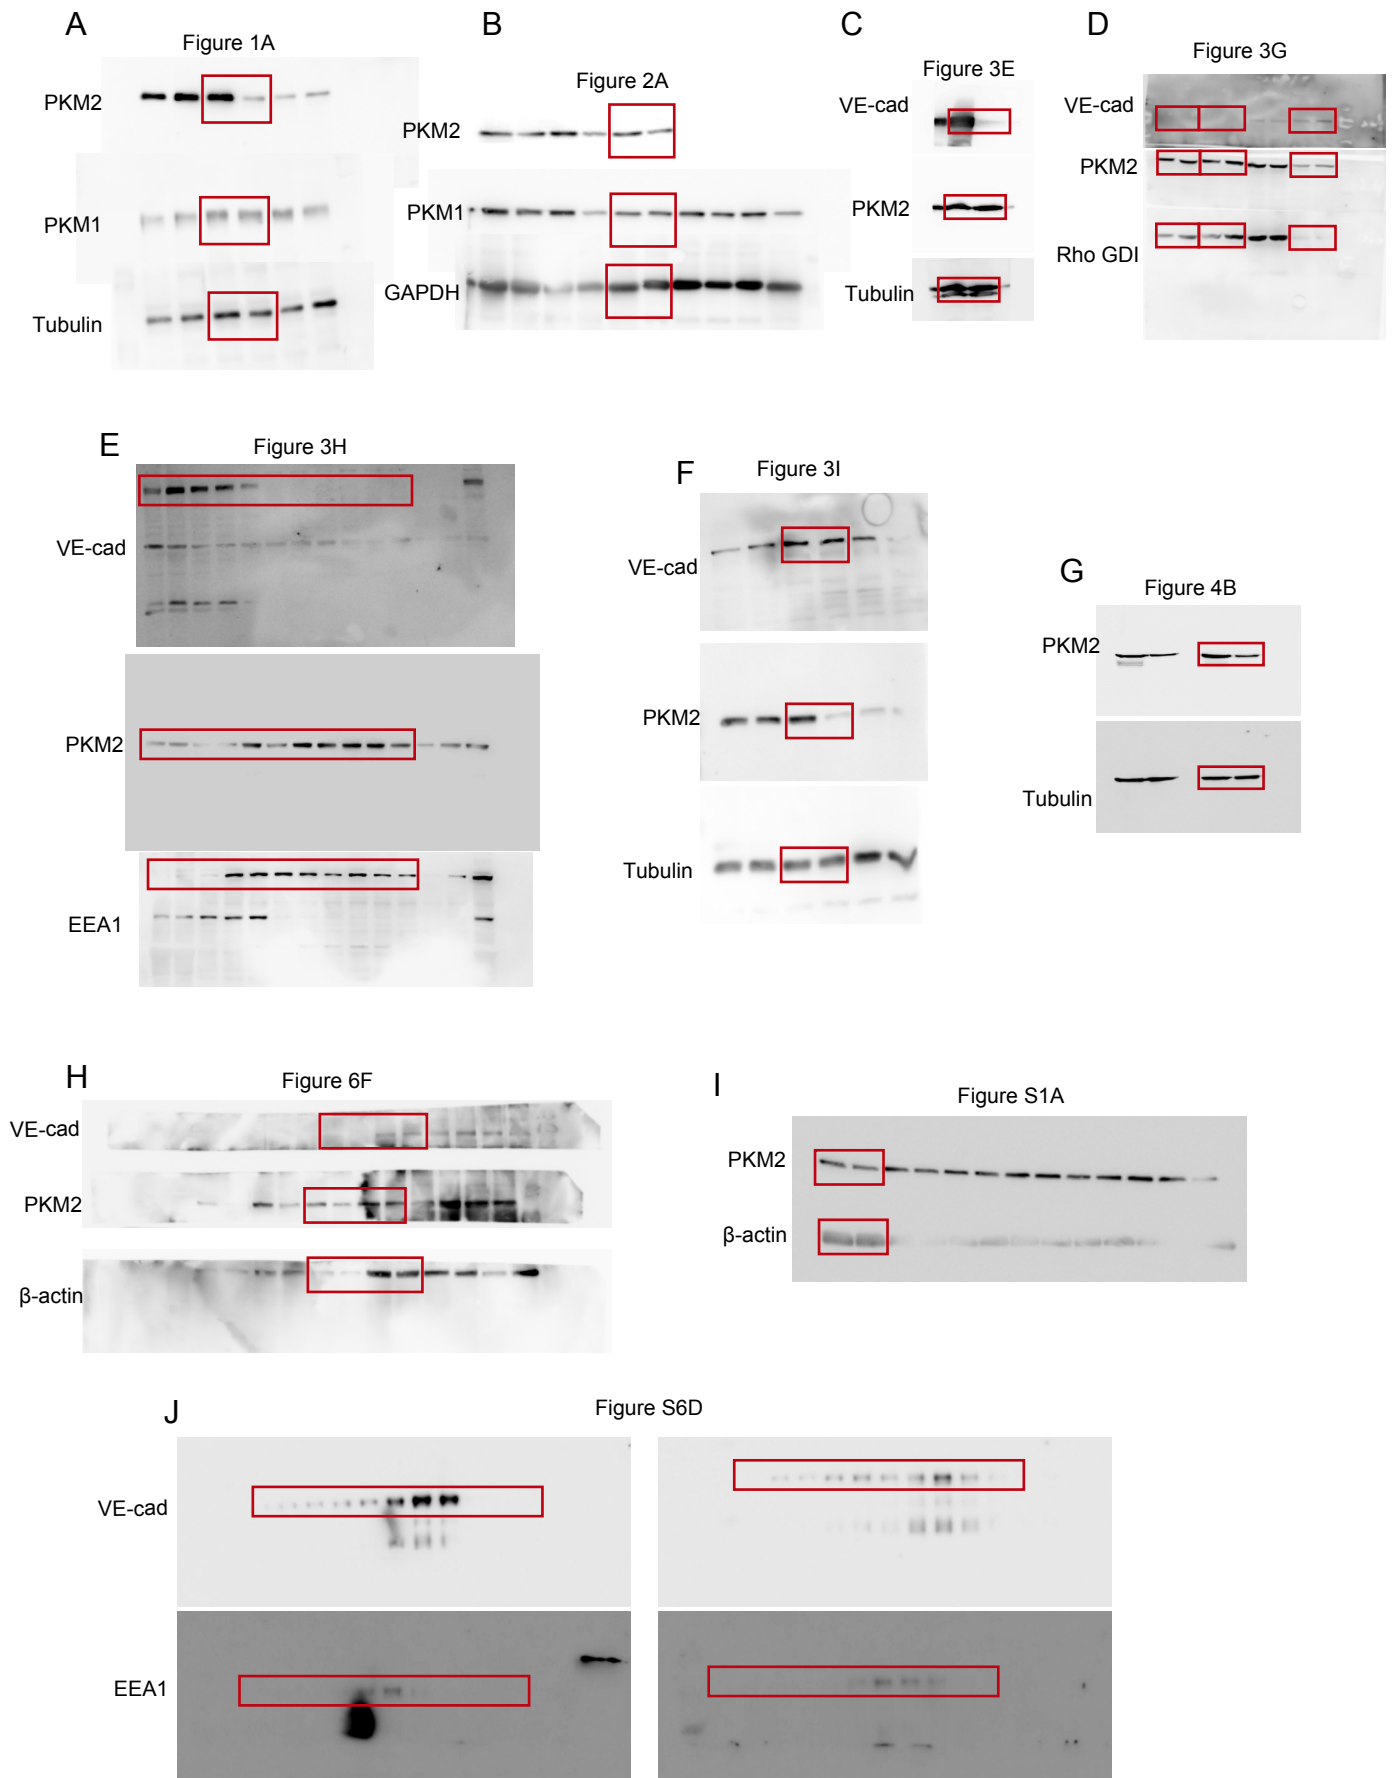 A
Figure 1A
PKM2
PKM1
Tubulin
B
Figure 2A
PKM2
PKM1
GAPDH
C
Figure 3E
VE-cad
PKM2
Tubulin
D
Figure 3G
VE-cad
PKM2
Rho GDI
E
Figure 3H
VE-cad
PKM2
EEA1
F
Figure 3I
VE-cad
PKM2
Tubulin
G
Figure 4B
PKM2
Tubulin
H
Figure 6F
VE-cad
PKM2
β-actin
I
Figure S1A
PKM2
β-actin
J
Figure S6D
VE-cad
EEA1